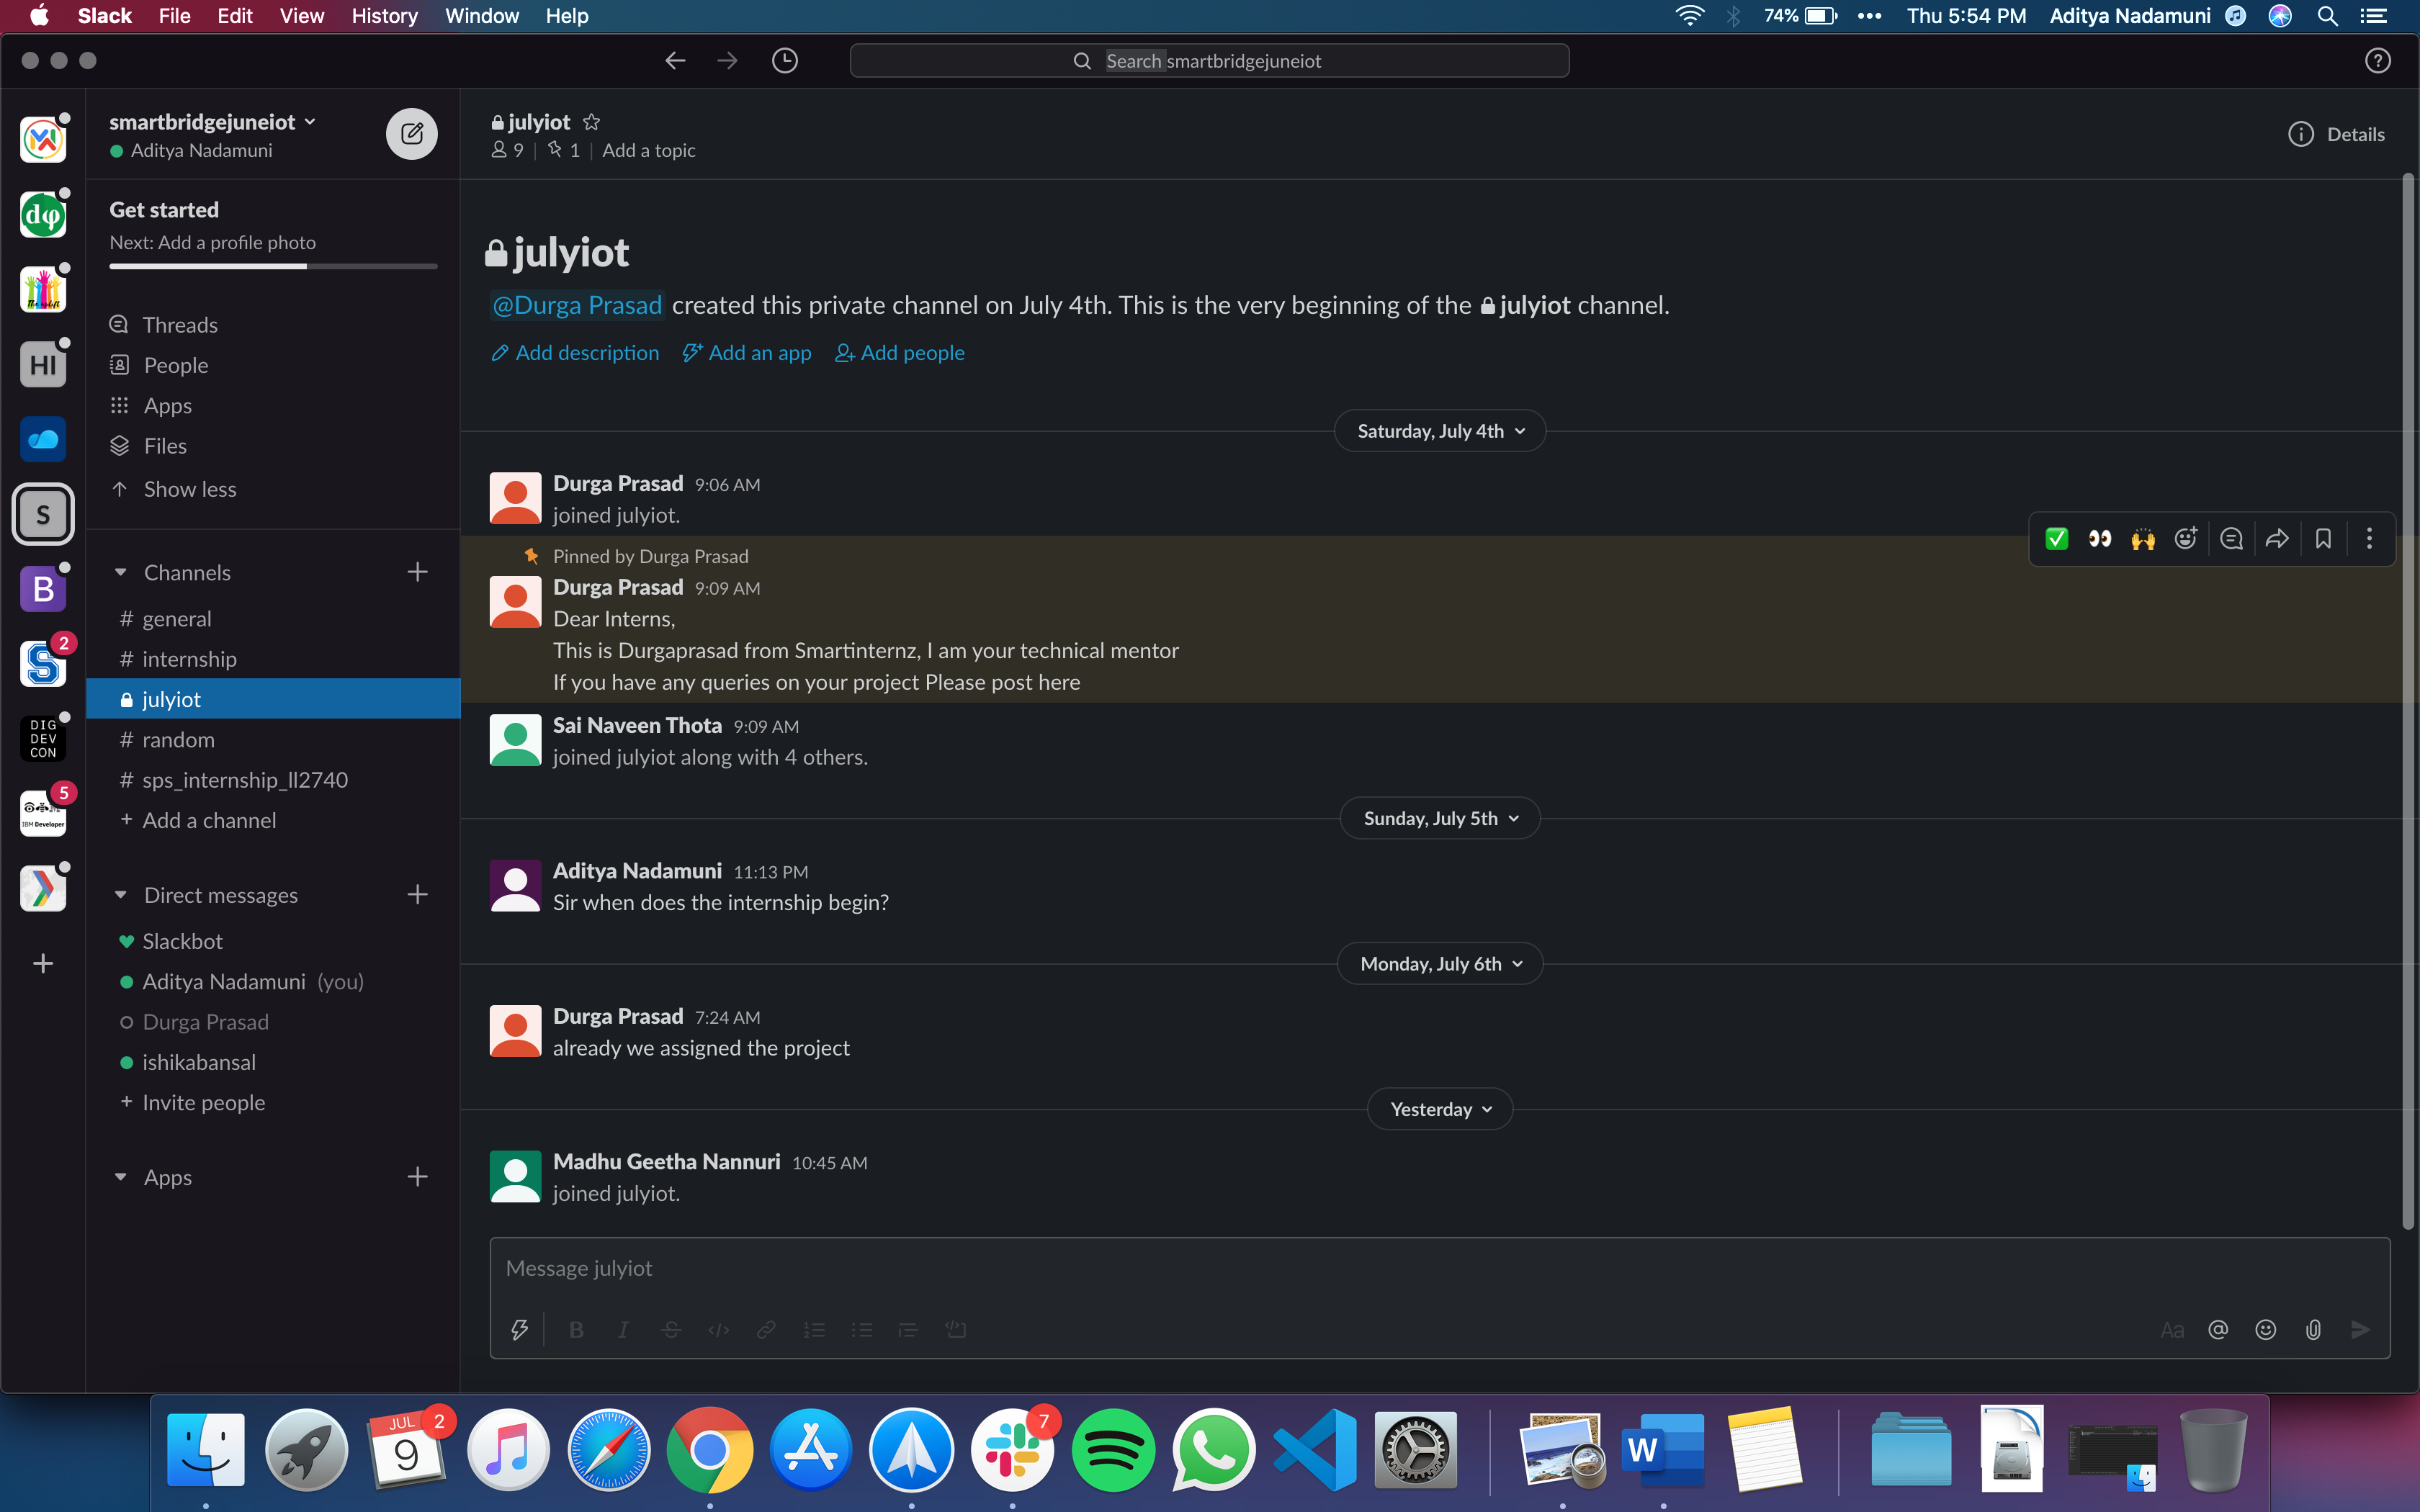 Slack File Edit View History Window Help
74% Thu 5:54 PM Aditya Nadamuni
Search smartbridgejuneiot
smartbridgejuneiot
Aditya Nadamuni
Get started
Next: Add a profile photo
Threads
People
Apps
Files
Show less
Channels
# general
# internship
julyiot
# random
# sps_internship_ll2740
+ Add a channel
Direct messages
Slackbot
Aditya Nadamuni (you)
Durga Prasad
ishikabansal
+ Invite people
Apps
dφ
HI
S
B
2
S
DIG
DEV
CON
5
IBM Developer
julyiot
9 | 1 | Add a topic
Details
julyiot
@Durga Prasad created this private channel on July 4th. This is the very beginning of the julyiot channel.
Add description Add an app Add people
Saturday, July 4th
Durga Prasad 9:06 AM
joined julyiot.
Pinned by Durga Prasad
Durga Prasad 9:09 AM
Dear Interns,
This is Durgaprasad from Smartinternz, I am your technical mentor
If you have any queries on your project Please post here
Sai Naveen Thota 9:09 AM
joined julyiot along with 4 others.
Sunday, July 5th
Aditya Nadamuni 11:13 PM
Sir when does the internship begin?
Monday, July 6th
Durga Prasad 7:24 AM
already we assigned the project
Yesterday
Madhu Geetha Nannuri 10:45 AM
joined julyiot.
Message julyiot
B I S Aa @
JUL
9
2
7
W